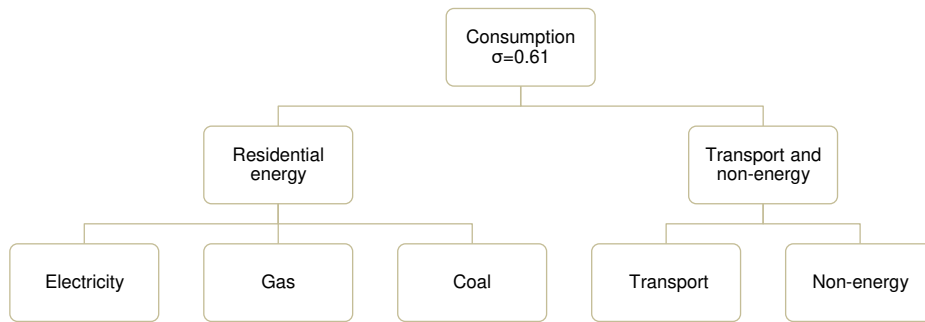 Consumption
σ=0.61
Residential
energy
Transport and
non-energy
Electricity
Gas
Coal
Transport
Non-energy